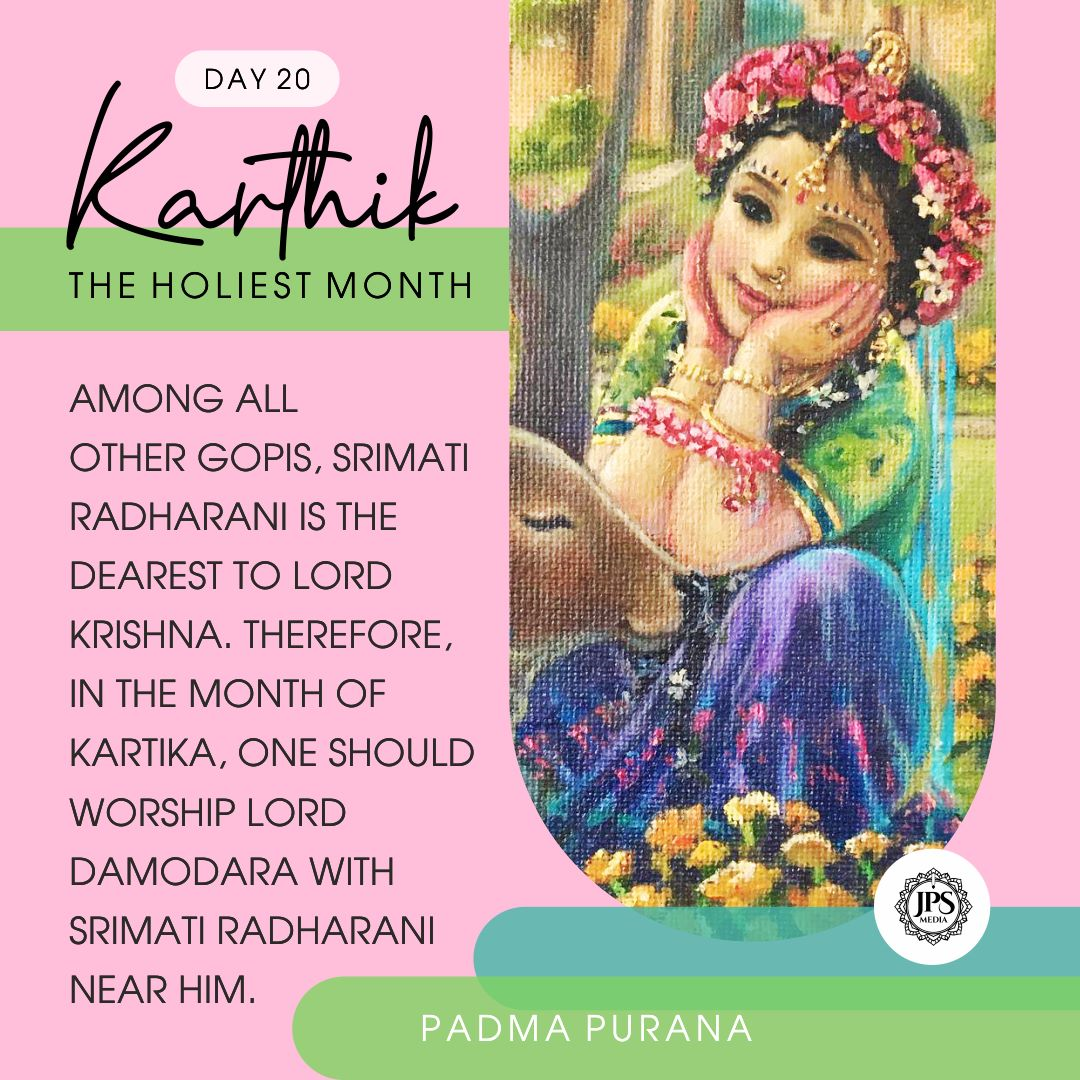 DAY 20
Karthik
THE HOLIEST MONTH
AMONG ALL
OTHER GOPIS, SRIMATI
RADHARANI IS THE
DEAREST TO LORD
KRISHNA. THEREFORE,
IN THE MONTH OF
KARTIKA, ONE SHOULD
WORSHIP LORD
DAMODARA WITH
SRIMATI RADHARANI
NEAR HIM.
JPS
MEDIA
PADMA PURANA